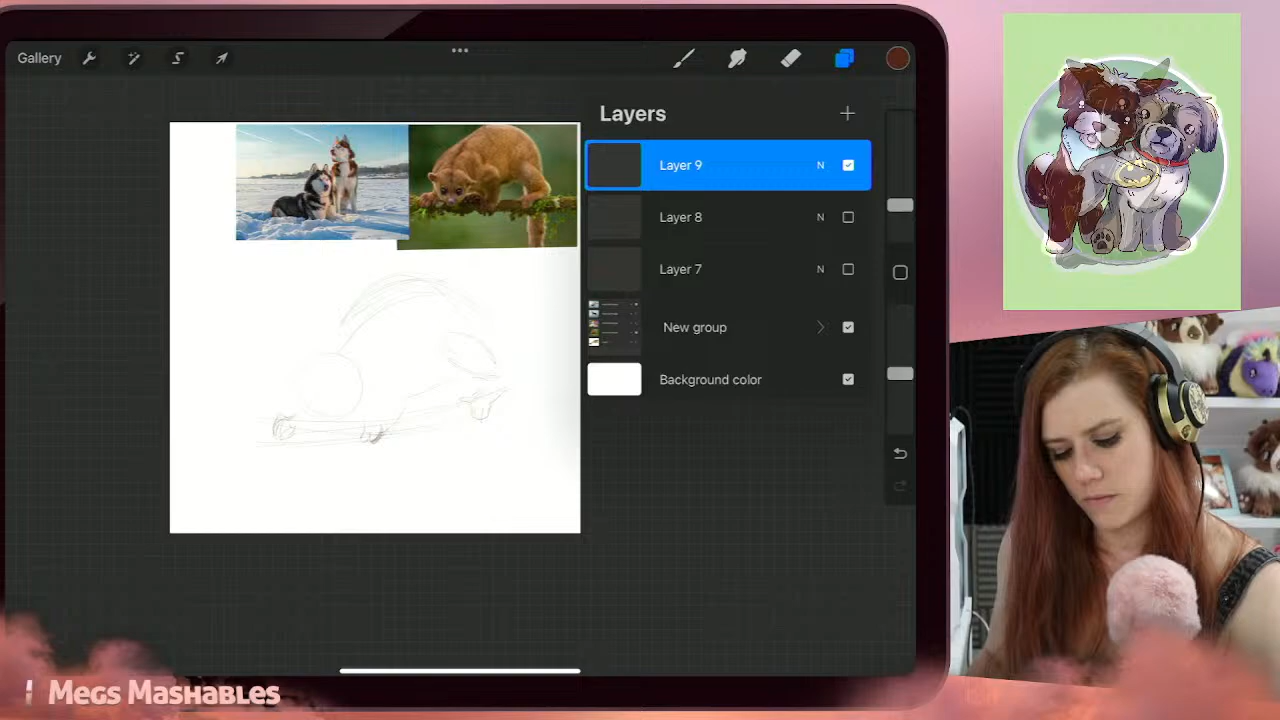 Gallery
Layers
Layer 9 N
Layer 8 N
Layer 7 N
New group
Background color
Megs Mashables